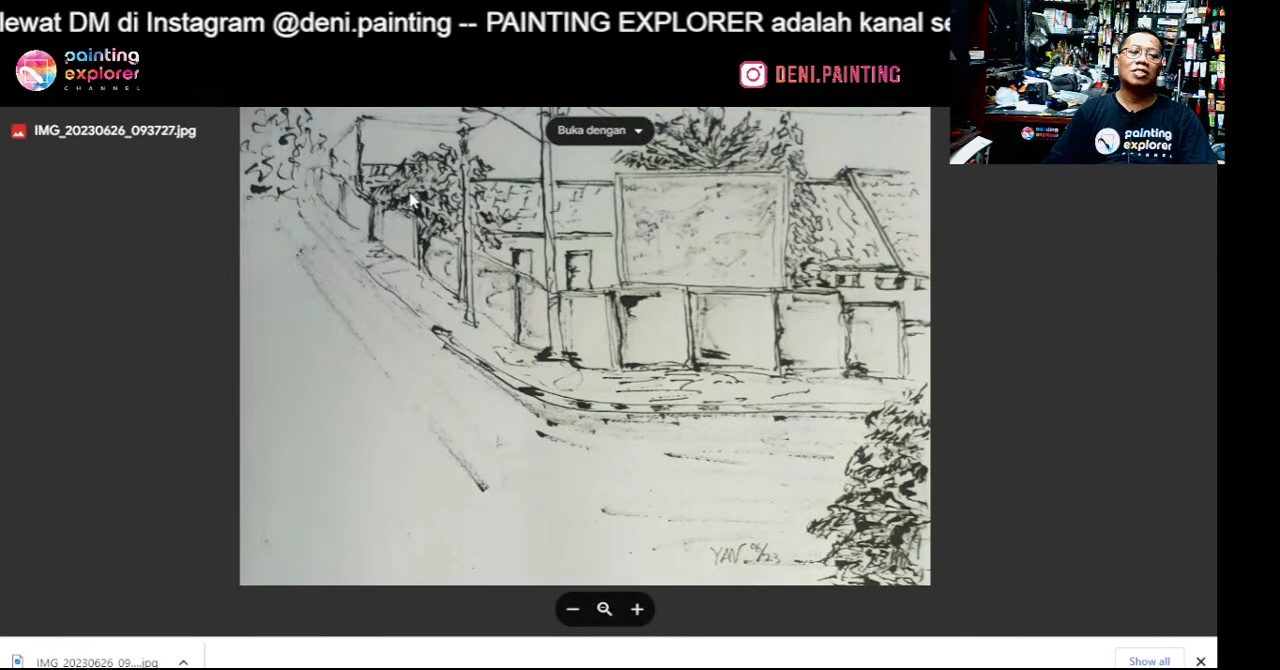 lewat DM di Instagram @deni.painting -- PAINTING EXPLORER adalah kanal se
painting
explorer
CHANNEL
DENI.PAINTING
IMG_20230626_093727.jpg
Buka dengan
painting
explorer
CHANNEL
YAN 06/23
IMG_20230626_09....jpg
Show all